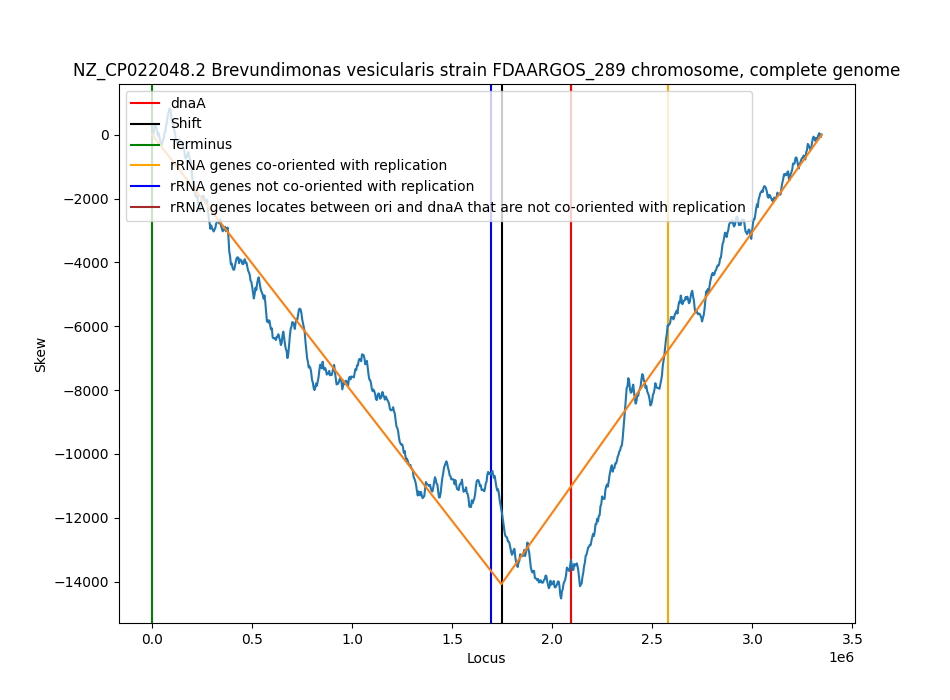 NZ_CP022048.2 Brevundimonas vesicularis strain FDAARGOS_289 chromosome, complete genome
dnaA
Shift
Terminus
rRNA genes co-oriented with replication
rRNA genes not co-oriented with replication
rRNA genes locates between ori and dnaA that are not co-oriented with replication
0
−2000
−4000
−6000
−8000
−10000
−12000
−14000
Skew
0.0 0.5 1.0 1.5 2.0 2.5 3.0 3.5
1e6
Locus